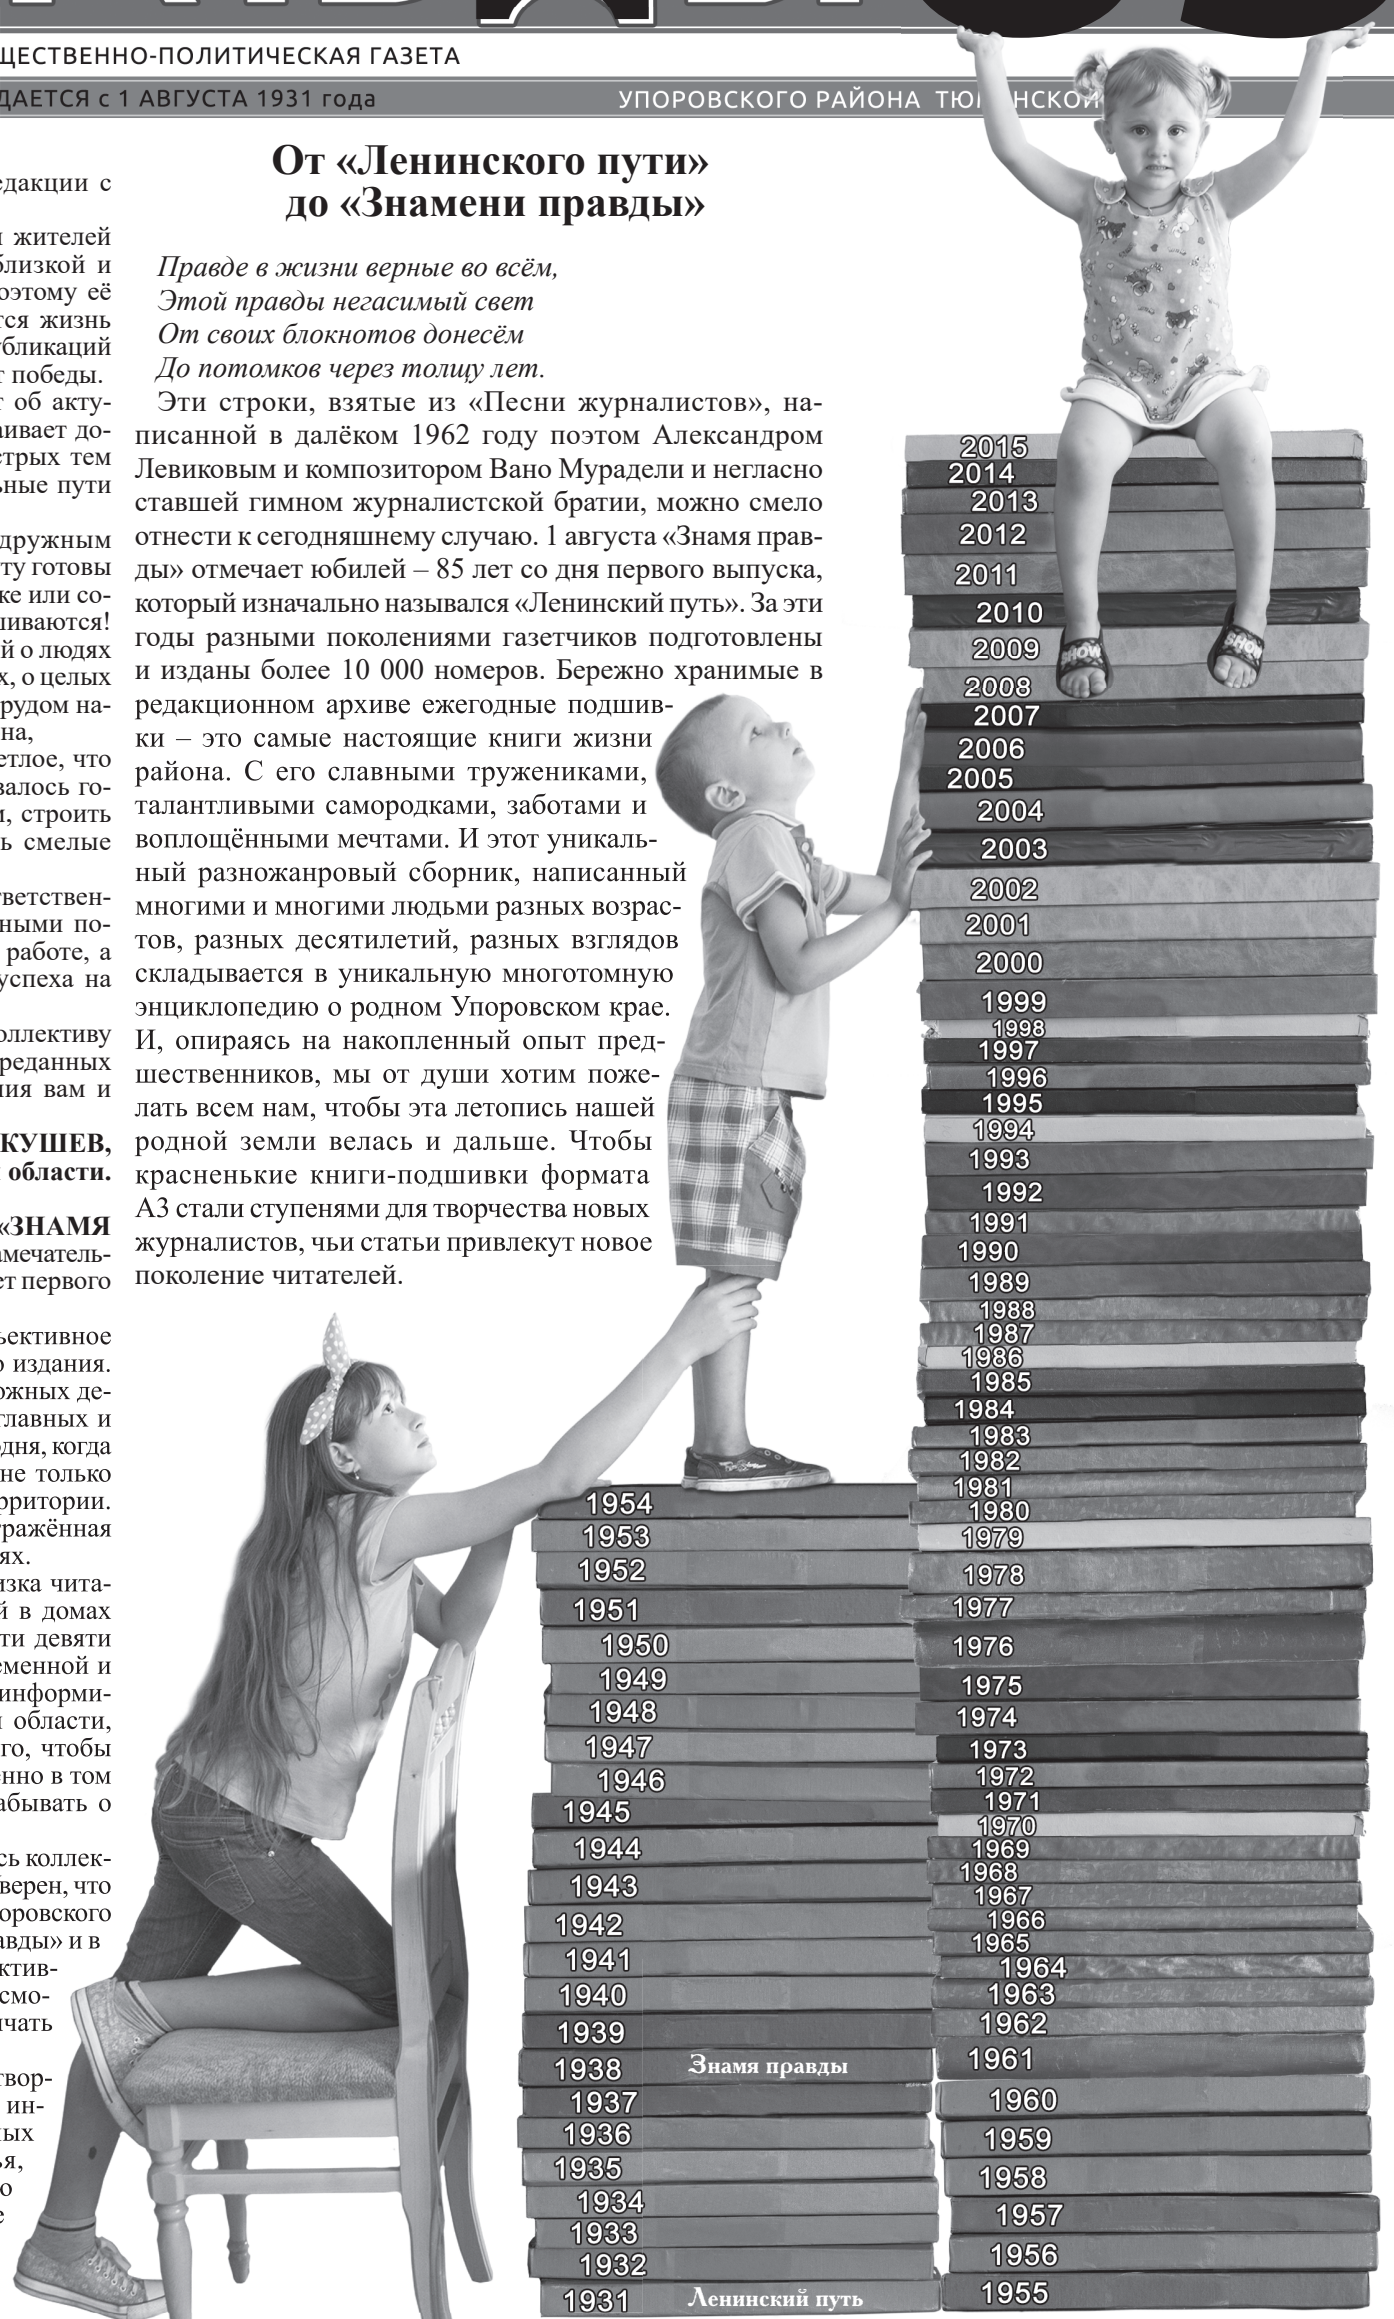 ЩЕСТВЕННО-ПОЛИТИЧЕСКАЯ ГАЗЕТА
ДАЕТСЯ с 1 АВГУСТА 1931 года
УПОРОВСКОГО РАЙОНА ТЮМЕНСКОЙ
едакции с
и жителей
близкой и
оэтому её
тся жизнь
убликаций
т победы.
т об акту-
аивает до-
стрых тем
ьные пути
дружным
ту готовы
ке или со-
шиваются!
й о людях
х, о целых
рудом на-
на,
етлое, что
валось го-
и, строить
ь смелые
тветствен-
ными по-
работе, а
успеха на
оллективу
реданных
ния вам и
КУШЕВ,
области.
«ЗНАМЯ
амечатель-
ет первого
ъективное
о издания.
ожных де-
главных и
одня, когда
не только
рритории.
тражённая
ях.
изка чита-
й в домах
ти девяти
еменной и
информи-
и области,
го, чтобы
енно в том
абывать о
сь коллек-
верен, что
оровского
авды» и в
ктив-
смо-
ичать
твор-
ин-
ых
ья,
о
е
От «Ленинского пути»
до «Знамени правды»
Правде в жизни верные во всём,
Этой правды негасимый свет
От своих блокнотов донесём
До потомков через толщу лет.
Эти строки, взятые из «Песни журналистов», на-
писанной в далёком 1962 году поэтом Александром
Левиковым и композитором Вано Мурадели и негласно
ставшей гимном журналистской братии, можно смело
отнести к сегодняшнему случаю. 1 августа «Знамя прав-
ды» отмечает юбилей – 85 лет со дня первого выпуска,
который изначально назывался «Ленинский путь». За эти
годы разными поколениями газетчиков подготовлены
и изданы более 10 000 номеров. Бережно хранимые в
редакционном архиве ежегодные подшив-
ки – это самые настоящие книги жизни
района. С его славными тружениками,
талантливыми самородками, заботами и
воплощёнными мечтами. И этот уникаль-
ный разножанровый сборник, написанный
многими и многими людьми разных возрас-
тов, разных десятилетий, разных взглядов
складывается в уникальную многотомную
энциклопедию о родном Упоровском крае.
И, опираясь на накопленный опыт пред-
шественников, мы от души хотим поже-
лать всем нам, чтобы эта летопись нашей
родной земли велась и дальше. Чтобы
красненькие книги-подшивки формата
А3 стали ступенями для творчества новых
журналистов, чьи статьи привлекут новое
поколение читателей.
1954
1953
1952
1951
1950
1949
1948
1947
1946
1945
1944
1943
1942
1941
1940
1939
1938 Знамя правды
1937
1936
1935
1934
1933
1932
1931 Ленинский путь
2015
2014
2013
2012
2011
2010
2009
2008
2007
2006
2005
2004
2003
2002
2001
2000
1999
1998
1997
1996
1995
1994
1993
1992
1991
1990
1989
1988
1987
1986
1985
1984
1983
1982
1981
1980
1979
1978
1977
1976
1975
1974
1973
1972
1971
1970
1969
1968
1967
1966
1965
1964
1963
1962
1961
1960
1959
1958
1957
1956
1955
SHOW
SHOW